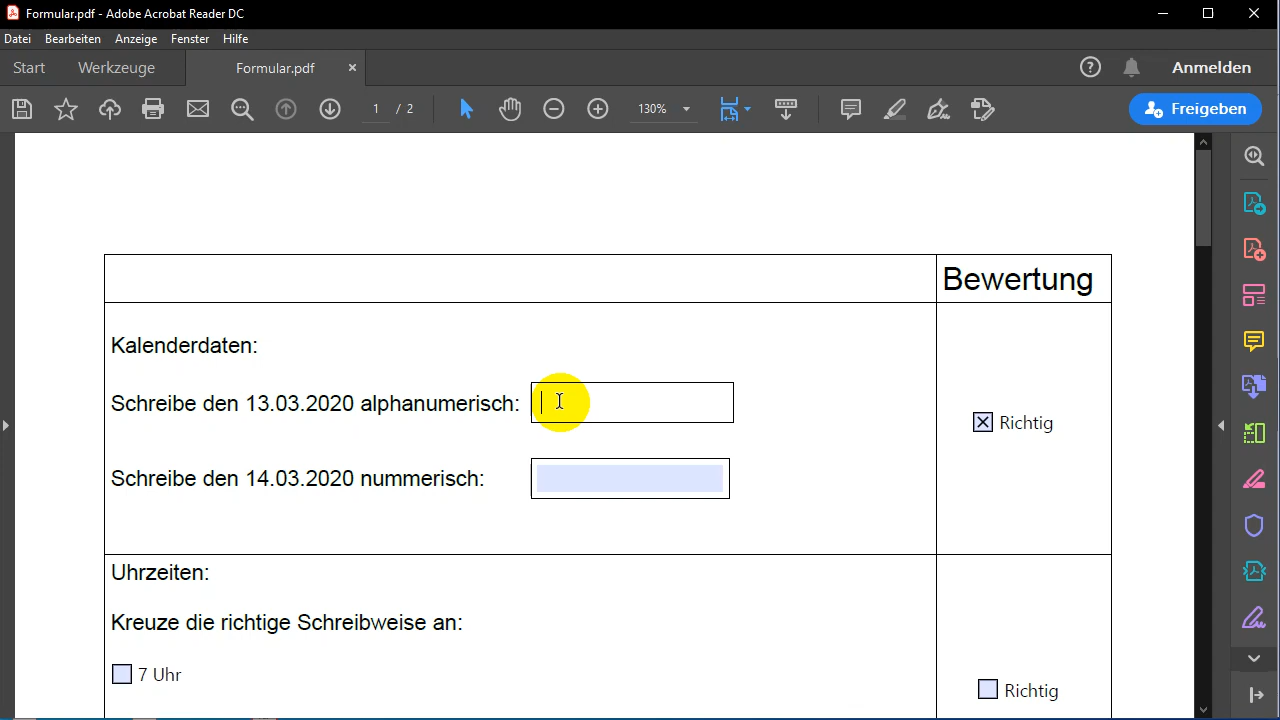 Formular.pdf - Adobe Acrobat Reader DC
Datei Bearbeiten Anzeige Fenster Hilfe
Start Werkzeuge Formular.pdf × Anmelden
1 / 2 130% Freigeben
Bewertung
Kalenderdaten:
Schreibe den 13.03.2020 alphanumerisch:
Richtig
Schreibe den 14.03.2020 nummerisch:
Uhrzeiten:
Kreuze die richtige Schreibweise an:
7 Uhr
Richtig